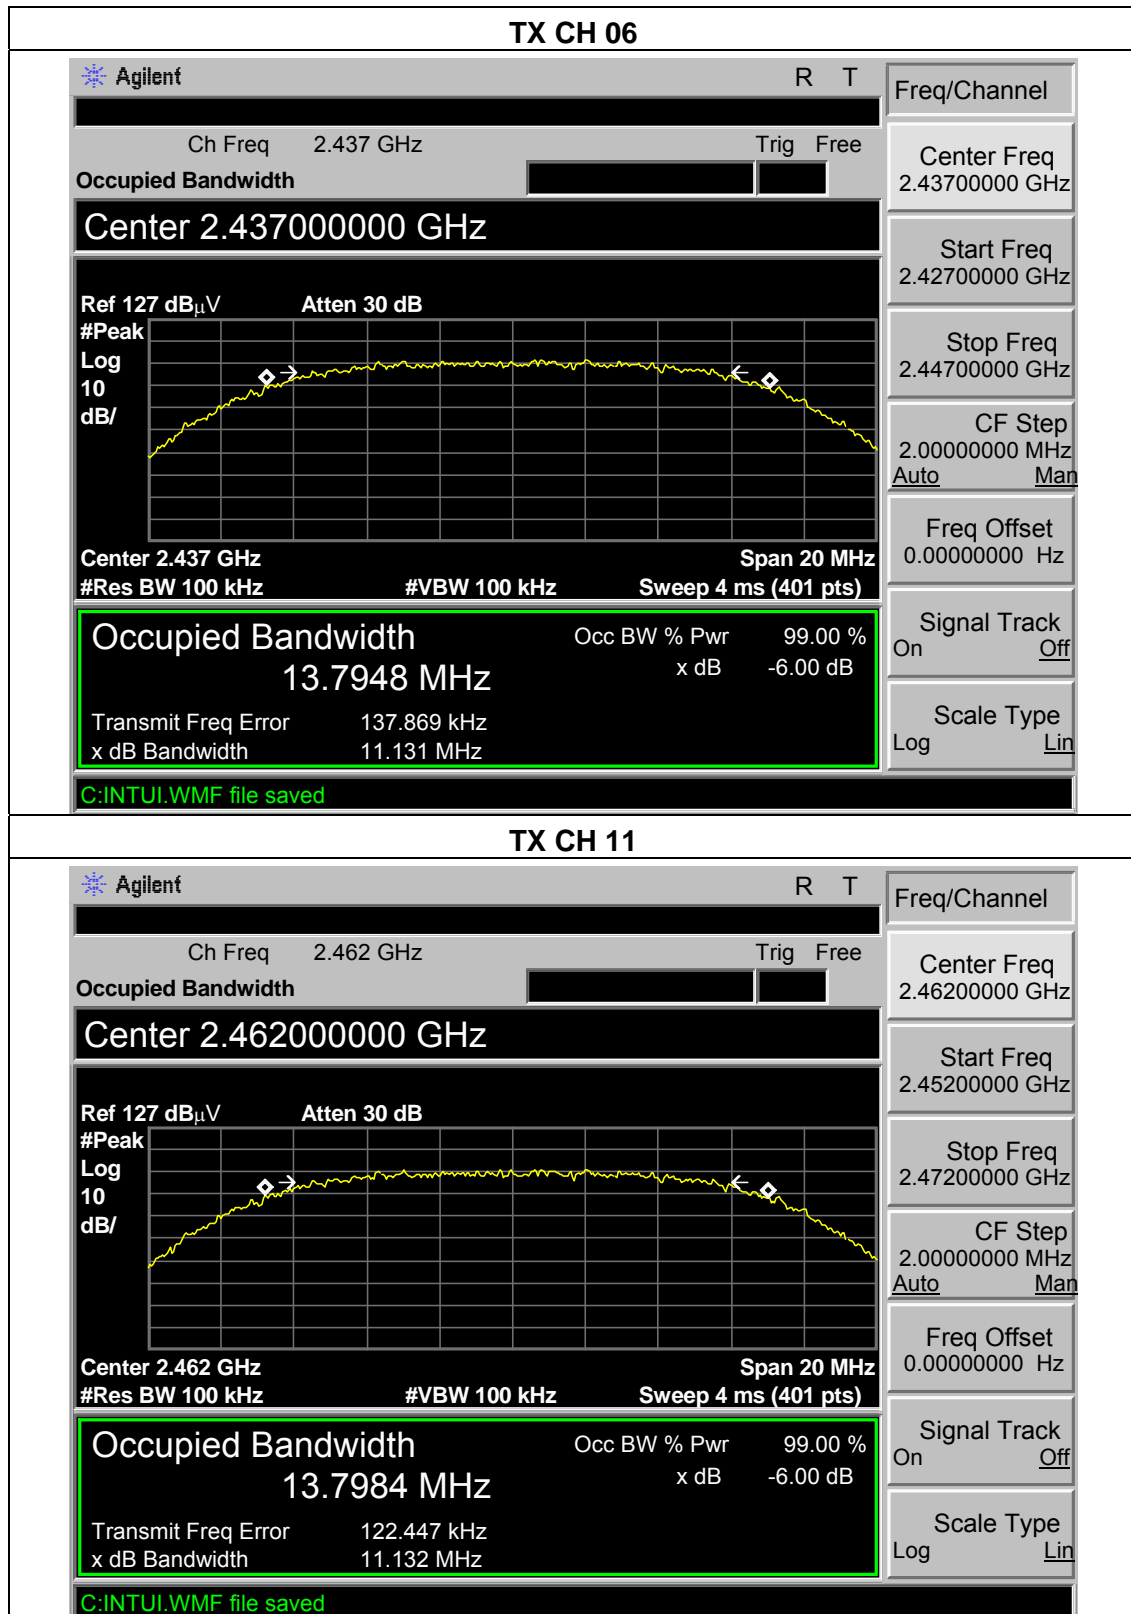 TX CH 06
Agilent R T
Freq/Channel
Ch Freq 2.437 GHz Trig Free
Occupied Bandwidth
Center Freq
2.43700000 GHz
Center 2.437000000 GHz
Start Freq
2.42700000 GHz
Ref 127 dBµV Atten 30 dB
#Peak
Log
10
dB/
Stop Freq
2.44700000 GHz
CF Step
2.00000000 MHz
Auto Man
Freq Offset
0.00000000 Hz
Center 2.437 GHz Span 20 MHz
#Res BW 100 kHz #VBW 100 kHz Sweep 4 ms (401 pts)
Occupied Bandwidth Occ BW % Pwr 99.00 %
13.7948 MHz x dB -6.00 dB
Signal Track
On Off
Transmit Freq Error 137.869 kHz
x dB Bandwidth 11.131 MHz
Scale Type
Log Lin
C:INTUI.WMF file saved
TX CH 11
Agilent R T
Freq/Channel
Ch Freq 2.462 GHz Trig Free
Occupied Bandwidth
Center Freq
2.46200000 GHz
Center 2.462000000 GHz
Start Freq
2.45200000 GHz
Ref 127 dBµV Atten 30 dB
#Peak
Log
10
dB/
Stop Freq
2.47200000 GHz
CF Step
2.00000000 MHz
Auto Man
Freq Offset
0.00000000 Hz
Center 2.462 GHz Span 20 MHz
#Res BW 100 kHz #VBW 100 kHz Sweep 4 ms (401 pts)
Occupied Bandwidth Occ BW % Pwr 99.00 %
13.7984 MHz x dB -6.00 dB
Signal Track
On Off
Transmit Freq Error 122.447 kHz
x dB Bandwidth 11.132 MHz
Scale Type
Log Lin
C:INTUI.WMF file saved